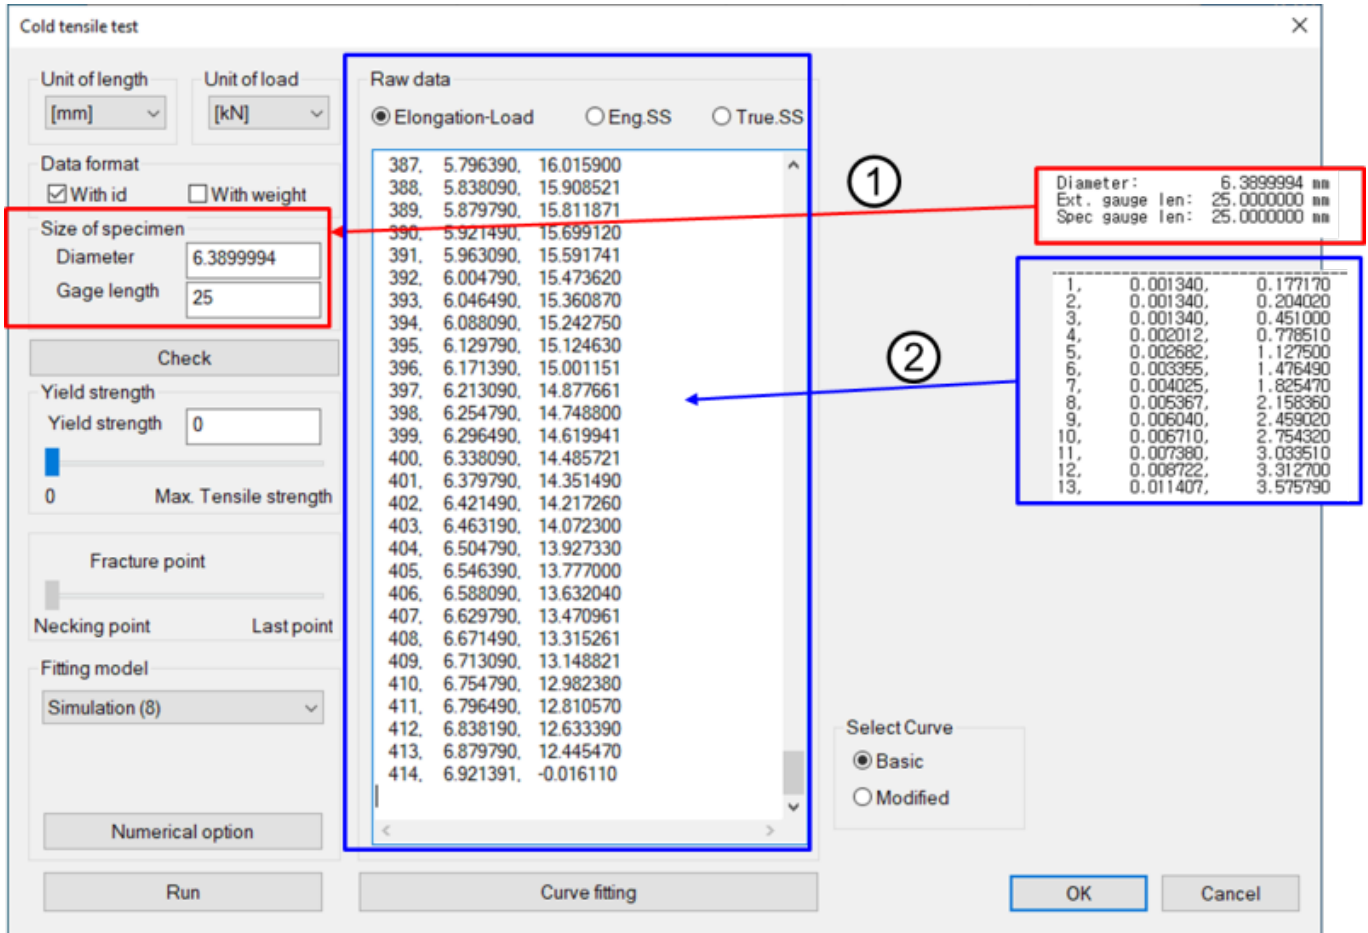 Cold tensile test
Unit of length
[mm]
Unit of load
[kN]
Data format
With id
With weight
Size of specimen
Diameter 6.3899994
Gage length 25
Check
Yield strength
Yield strength 0
0 Max. Tensile strength
Fracture point
Necking point Last point
Fitting model
Simulation (8)
Numerical option
Run
Raw data
Elongation-Load Eng.SS True.SS
387, 5.796390, 16.015900
388, 5.838090, 15.908521
389, 5.879790, 15.811871
390, 5.921490, 15.699120
391, 5.963090, 15.591741
392, 6.004790, 15.473620
393, 6.046490, 15.360870
394, 6.088090, 15.242750
395, 6.129790, 15.124630
396, 6.171390, 15.001151
397, 6.213090, 14.877661
398, 6.254790, 14.748800
399, 6.296490, 14.619941
400, 6.338090, 14.485721
401, 6.379790, 14.351490
402, 6.421490, 14.217260
403, 6.463190, 14.072300
404, 6.504790, 13.927330
405, 6.546390, 13.777000
406, 6.588090, 13.632040
407, 6.629790, 13.470961
408, 6.671490, 13.315261
409, 6.713090, 13.148821
410, 6.754790, 12.982380
411, 6.796490, 12.810570
412, 6.838190, 12.633390
413, 6.879790, 12.445470
414, 6.921391, -0.016110
Curve fitting
1
Diameter: 6.3899994 mm
Ext. gauge len: 25.0000000 mm
Spec gauge len: 25.0000000 mm
2
1, 0.001340, 0.177170
2, 0.001340, 0.204020
3, 0.001340, 0.451000
4, 0.002012, 0.778510
5, 0.002682, 1.127500
6, 0.003355, 1.476490
7, 0.004025, 1.825470
8, 0.005367, 2.158360
9, 0.006040, 2.459020
10, 0.006710, 2.754320
11, 0.007380, 3.033510
12, 0.008722, 3.312700
13, 0.011407, 3.575790
Select Curve
Basic
Modified
OK
Cancel